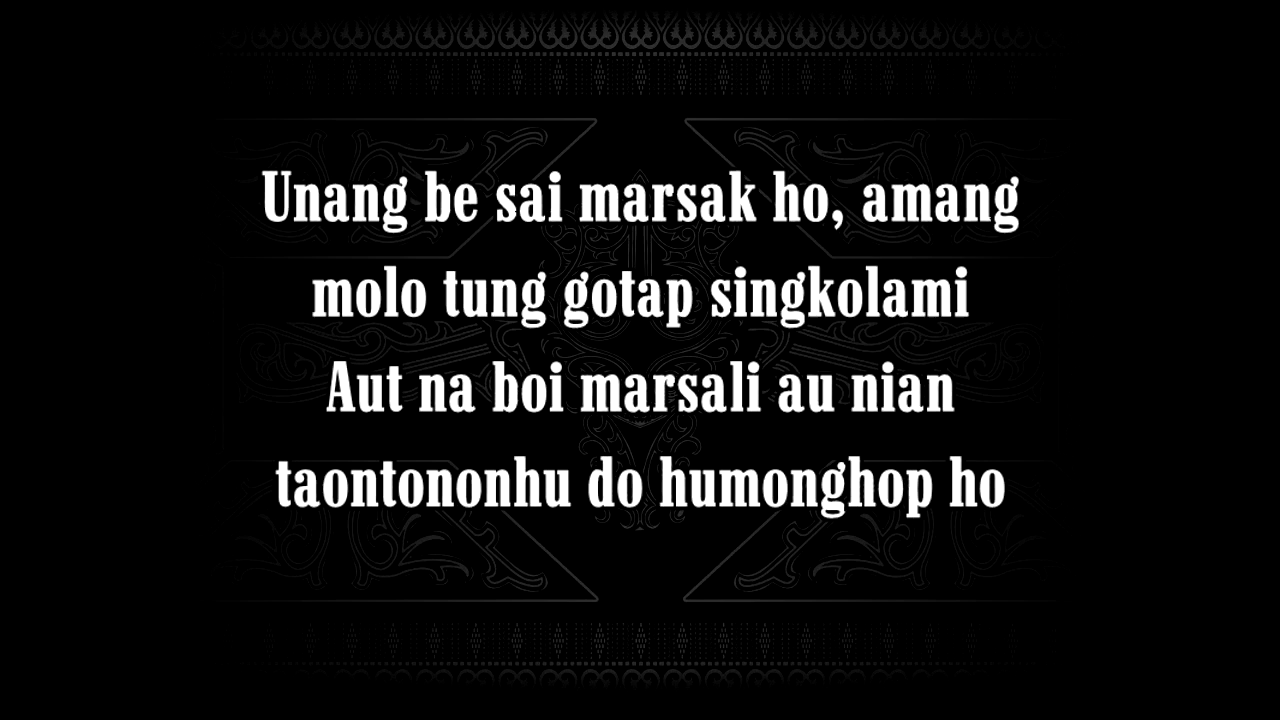 Unang be sai marsak ho, amang
molo tung gotap singkolami
Aut na boi marsali au nian
taontononhu do humonghop ho